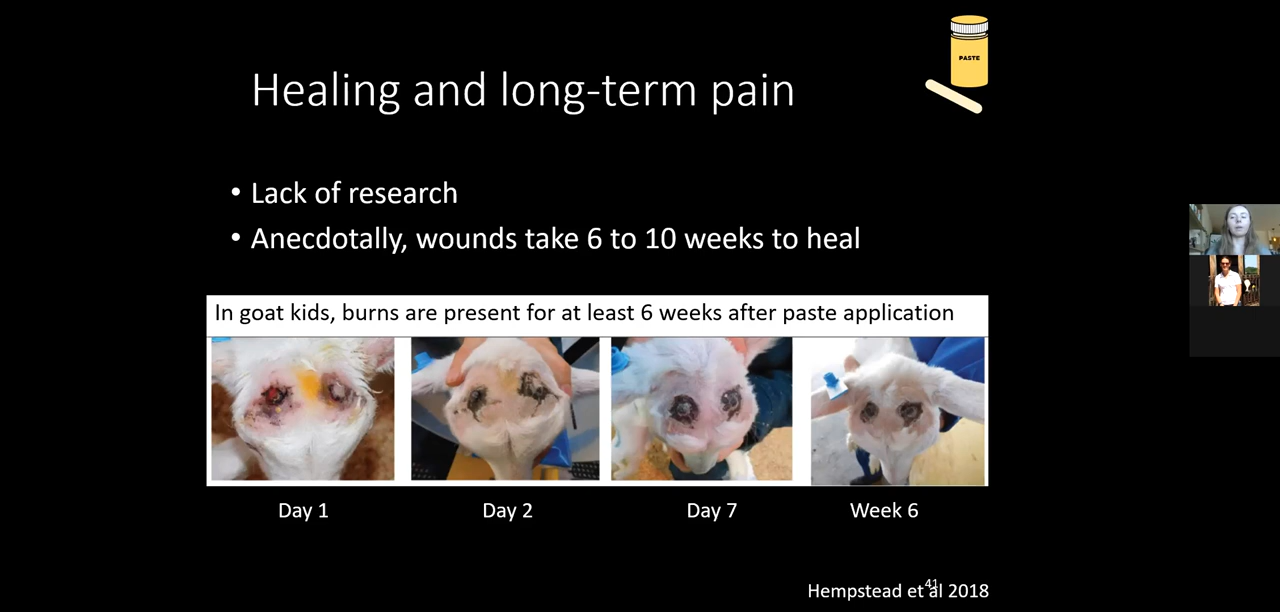 PASTE
Healing and long-term pain
• Lack of research
• Anecdotally, wounds take 6 to 10 weeks to heal
In goat kids, burns are present for at least 6 weeks after paste application
Day 1
Day 2
Day 7
Week 6
Hempstead et al 2018
41